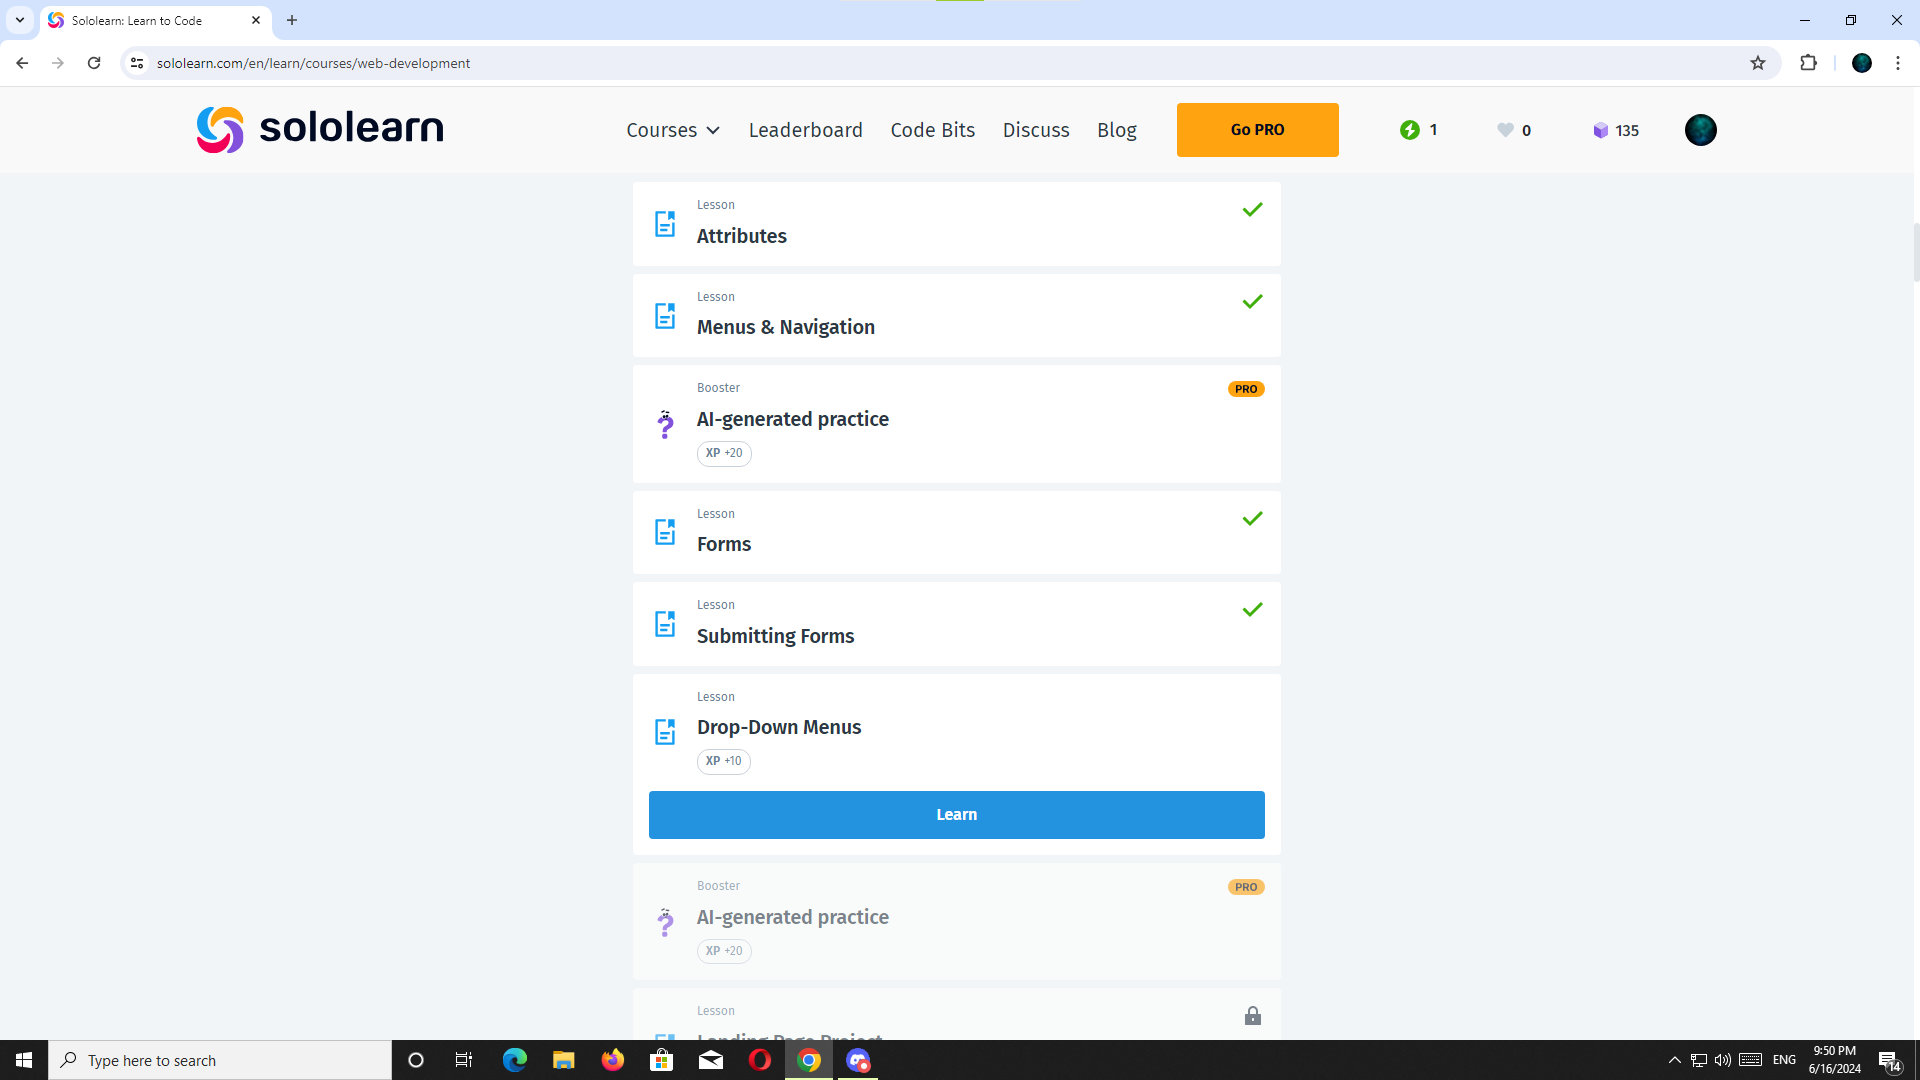 Sololearn: Learn to Code
sololearn.com/en/learn/courses/web-development
sololearn
Courses
Leaderboard
Code Bits
Discuss
Blog
Go PRO
1
0
135
Lesson
Attributes
Lesson
Menus & Navigation
Booster
PRO
AI-generated practice
XP +20
Lesson
Forms
Lesson
Submitting Forms
Lesson
Drop-Down Menus
XP +10
Learn
Booster
PRO
AI-generated practice
XP +20
Lesson
Landing Page Project
Type here to search
ENG
9:50 PM
6/16/2024
14